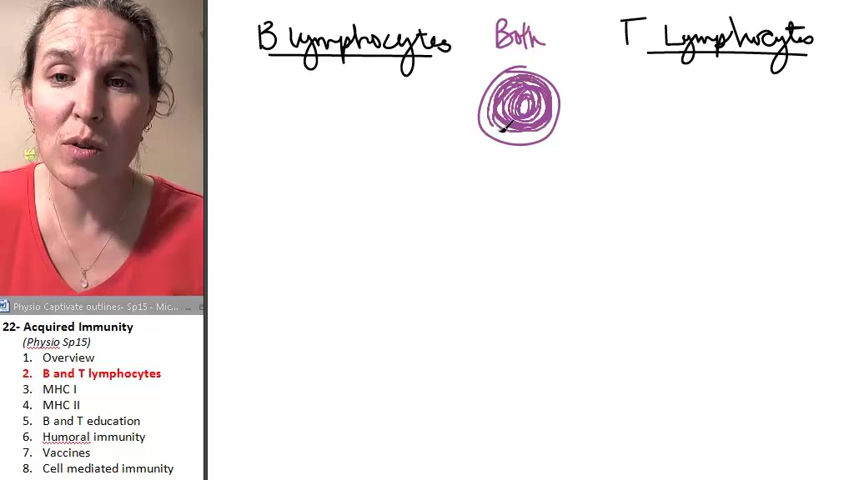 B lymphocytes Both T Lymphocytes
Physio Captivate outlines- Sp15 - Mic...
22- Acquired Immunity
(Physio Sp15)
1. Overview
2. B and T lymphocytes
3. MHC I
4. MHC II
5. B and T education
6. Humoral immunity
7. Vaccines
8. Cell mediated immunity